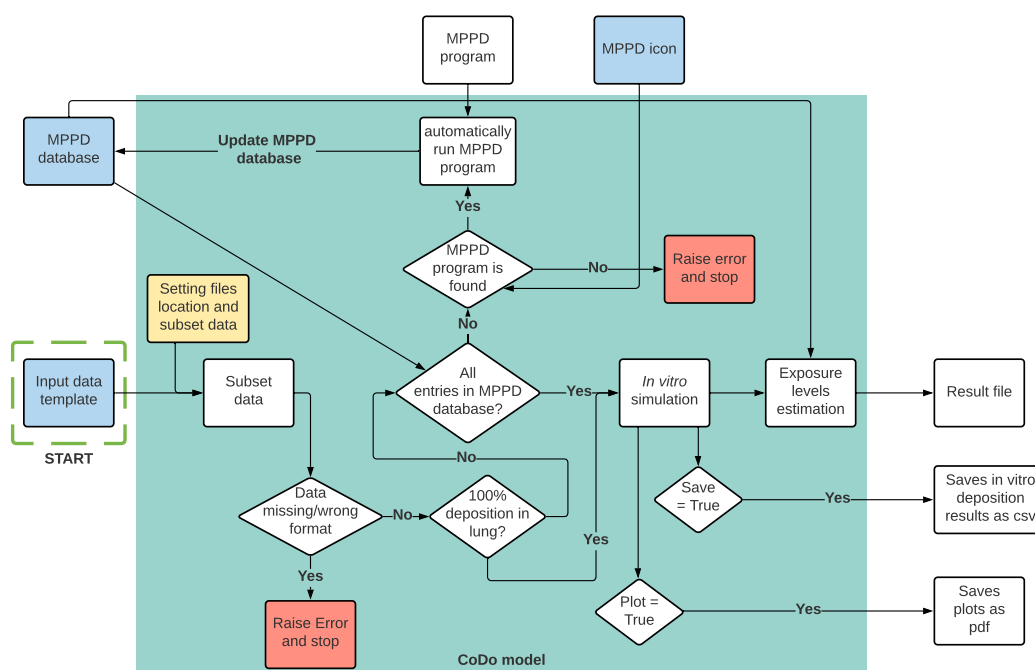 MPPD
program
MPPD icon
MPPD
database
Update MPPD
database
automatically
run MPPD
program
Yes
MPPD
program is
found
No
Raise error
and stop
Setting files
location and
subset data
No
Input data
template
START
Subset
data
All
entries in MPPD
database?
Yes
In vitro
simulation
Exposure
levels
estimation
Result file
No
Data
missing/wrong
format
No
100%
deposition in
lung?
Yes
Save
= True
Yes
Saves in vitro
deposition
results as csv
Yes
Raise Error
and stop
Plot =
True
Yes
Saves
plots as
pdf
CoDo model